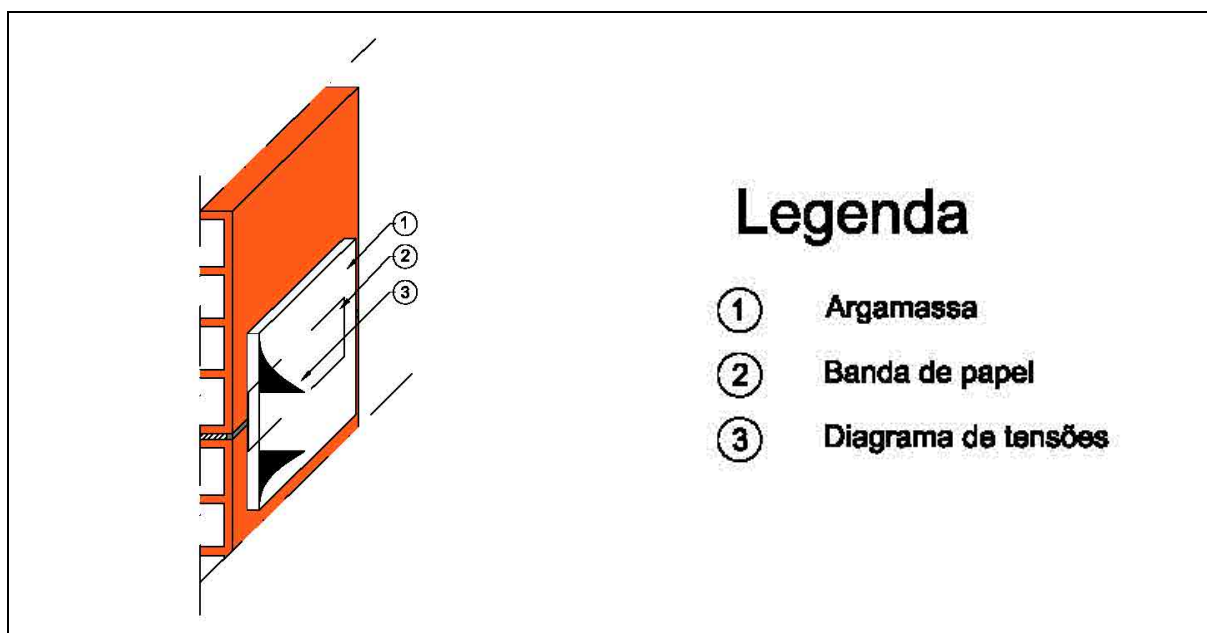 1
2
3
Legenda
1 Argamassa
2 Banda de papel
3 Diagrama de tensões